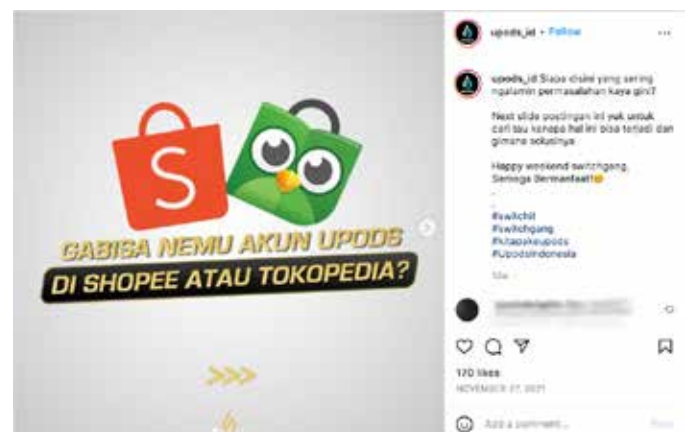 S
GABISA NEMU AKUN UPODS
DI SHOPEE ATAU TOKOPEDIA?
>>>
upods_id • Follow
upods_id Siapa disini yang sering
ngalamin permasalahan kaya gini?
Next slide postingan ini yuk untuk
cari tau kenapa hal ini bisa terjadi dan
gimana solusinya
Happy weekend switchgang,
Semoga Bermanfaat!😊
.
.
#switchit
#switchgang
#kitapakeupods
#UpodsIndonesia
170 likes
NOVEMBER 27, 2021
Add a comment...
Post